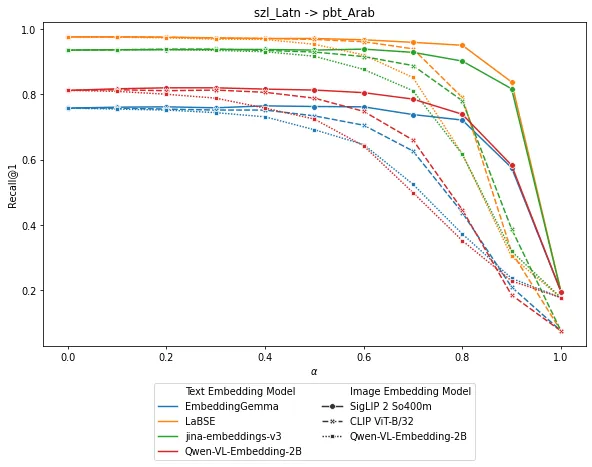 szl_Latn -> pbt_Arab
Recall@1
1.0
0.8
0.6
0.4
0.2
0.0 0.2 0.4 0.6 0.8 1.0
α
Text Embedding Model
EmbeddingGemma
LaBSE
jina-embeddings-v3
Qwen-VL-Embedding-2B
Image Embedding Model
SigLIP 2 So400m
CLIP ViT-B/32
Qwen-VL-Embedding-2B